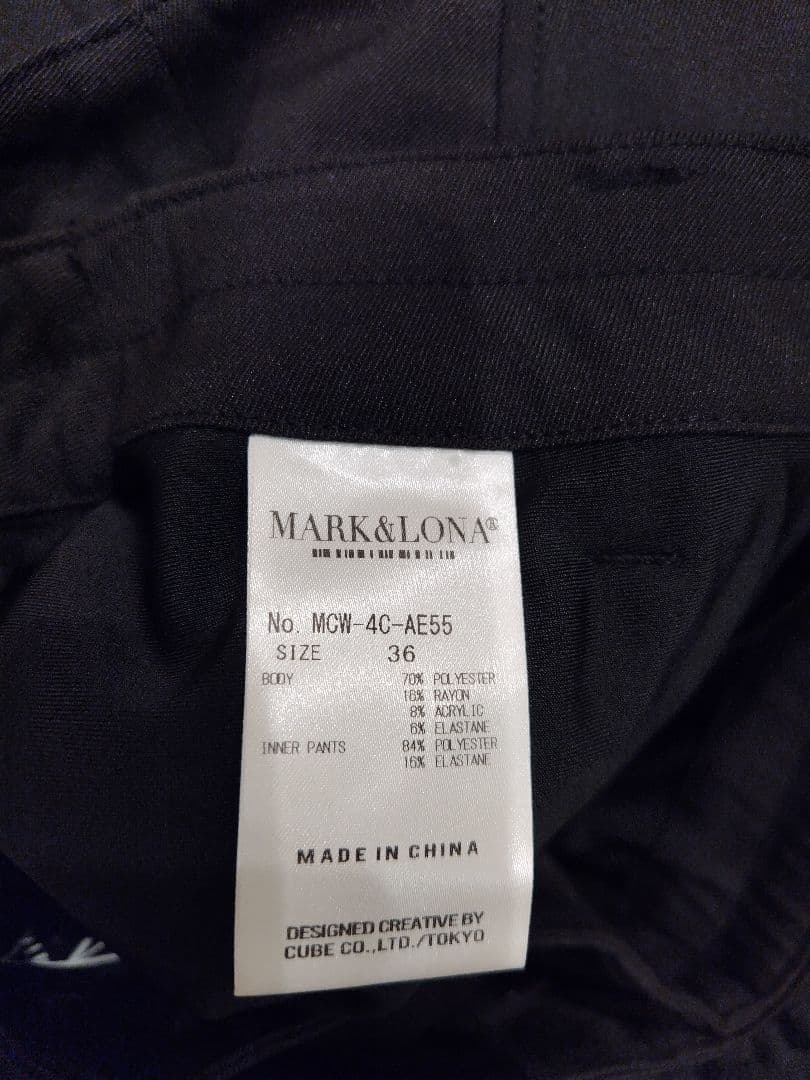 MARK&LONA®
No. MCW-4C-AE55
SIZE 36
BODY 70% POLYESTER
16% RAYON
8% ACRYLIC
6% ELASTANE
INNER PANTS 84% POLYESTER
16% ELASTANE
MADE IN CHINA
DESIGNED CREATIVE BY
CUBE CO.,LTD./TOKYO